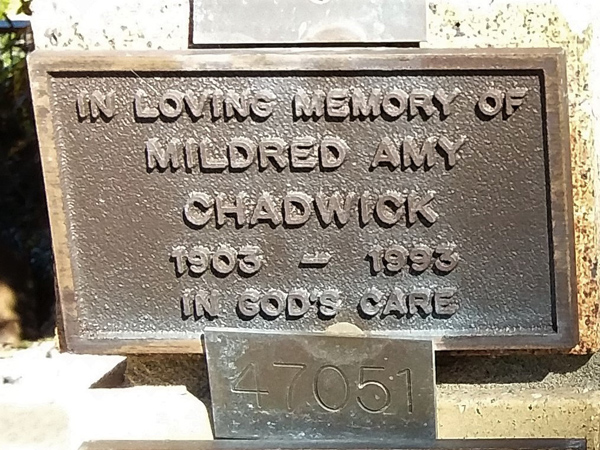 IN LOVING MEMORY OF
MILDRED AMY
CHADWICK
1903 – 1993
IN GOD'S CARE
47051